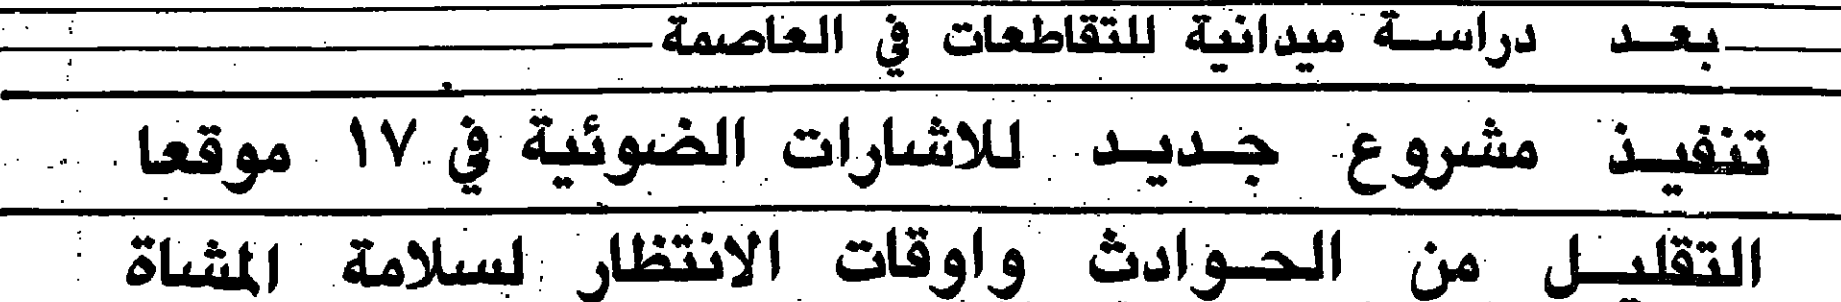 بعد دراسة ميدانية للتقاطعات في العاصمة
تنفيذ مشروع جديد للاشارات الضوئية في ١٧ موقعا
التقليل من الحوادث واوقات الانتظار لسلامة المشاة